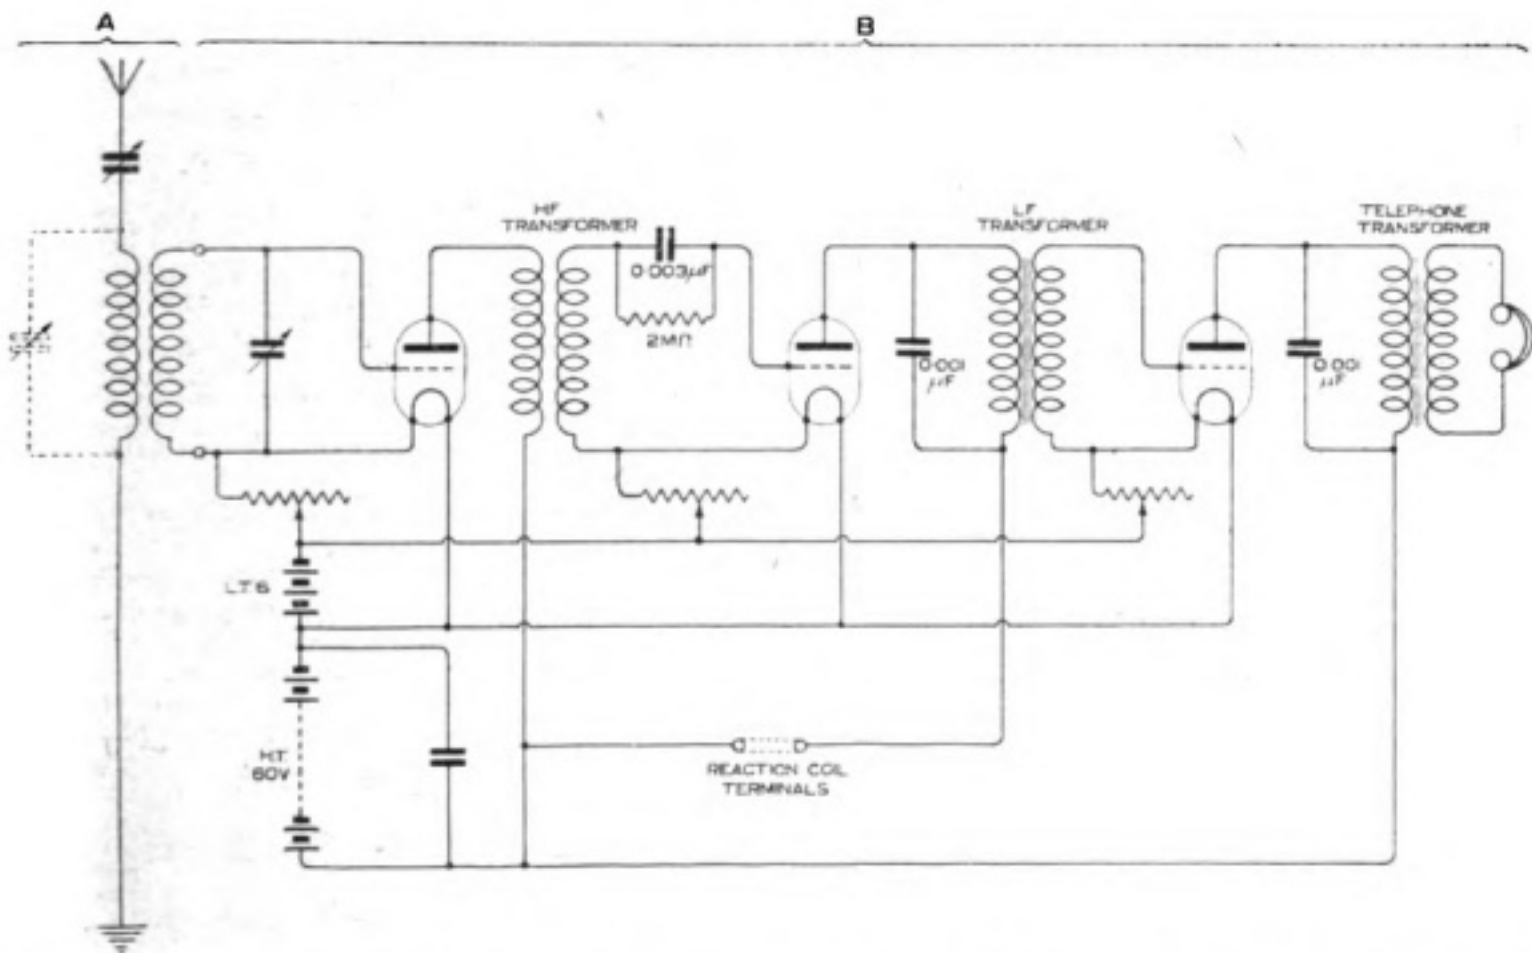 A
B
HF
TRANSFORMER
LF
TRANSFORMER
TELEPHONE
TRANSFORMER
0·003µF
2MΩ
0·001
µF
0·001
µF
L.T.6
H.T.
60V
REACTION COIL
TERMINALS